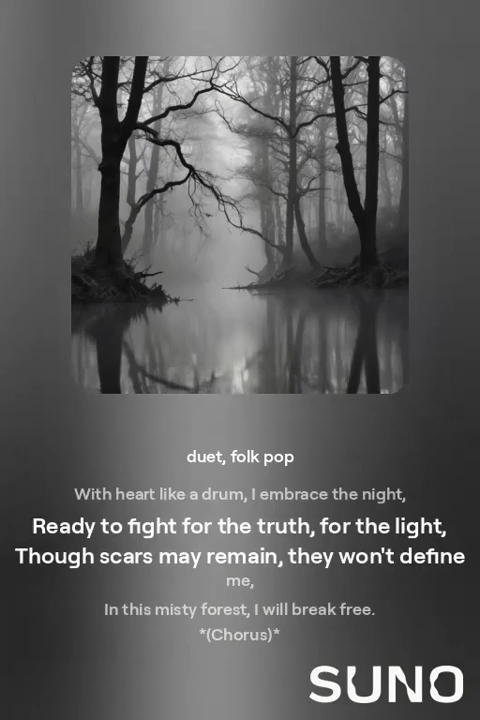 duet, folk pop
With heart like a drum, I embrace the night,
Ready to fight for the truth, for the light,
Though scars may remain, they won't define
me,
In this misty forest, I will break free.
*(Chorus)*
SUNO